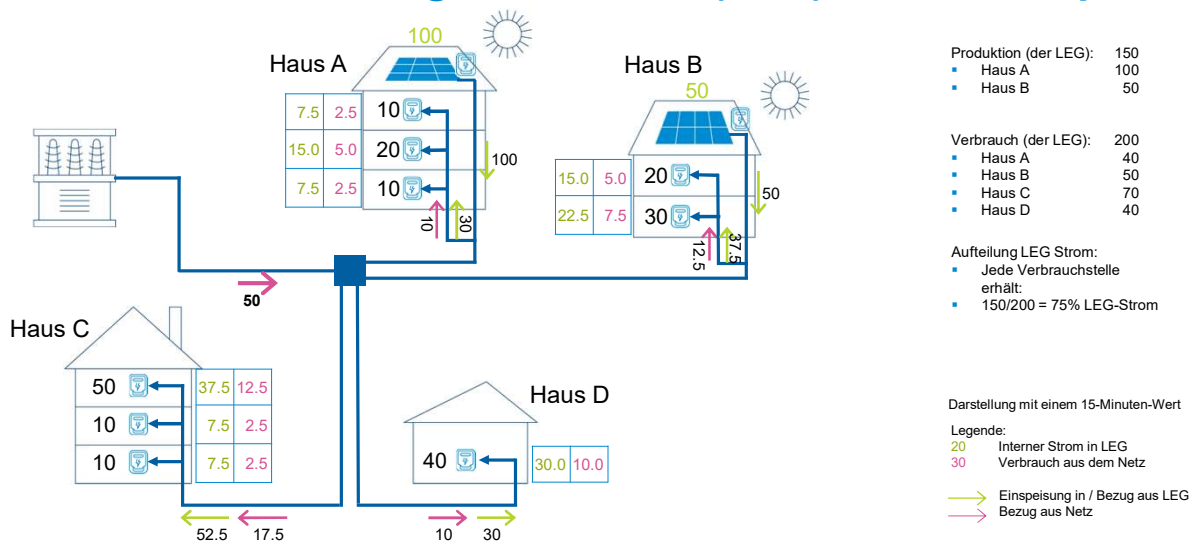 100
Haus A
7.5 2.5 10
15.0 5.0 20
7.5 2.5 10
100
10
30
Haus B
50
15.0 5.0 20
22.5 7.5 30
50
12.5
37.5
50
Haus C
50 37.5 12.5
10 7.5 2.5
10 7.5 2.5
52.5 17.5
Haus D
40 30.0 10.0
10 30
Produktion (der LEG): 150
▪ Haus A 100
▪ Haus B 50
Verbrauch (der LEG): 200
▪ Haus A 40
▪ Haus B 50
▪ Haus C 70
▪ Haus D 40
Aufteilung LEG Strom:
▪ Jede Verbrauchstelle
erhält:
▪ 150/200 = 75% LEG-Strom
Darstellung mit einem 15-Minuten-Wert
Legende:
20 Interner Strom in LEG
30 Verbrauch aus dem Netz
Einspeisung in / Bezug aus LEG
Bezug aus Netz